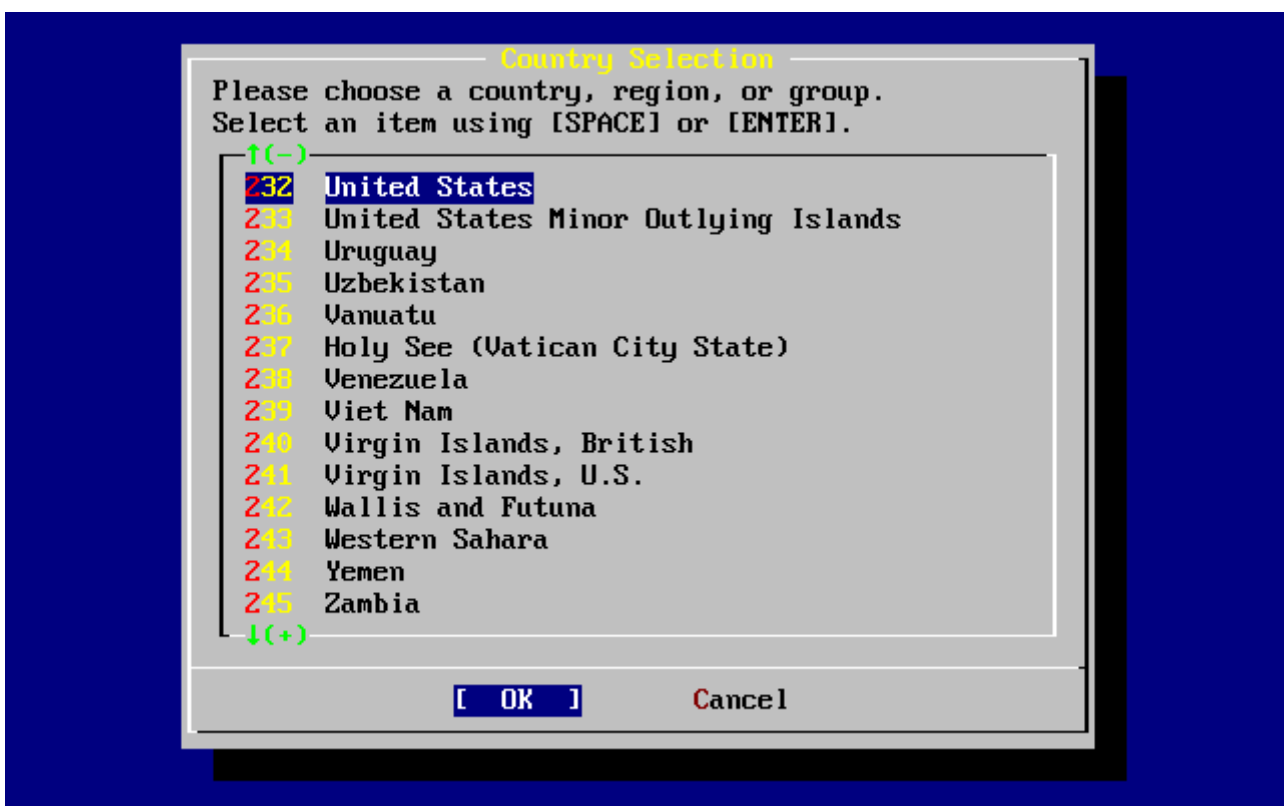 Country Selection
Please choose a country, region, or group.
Select an item using [SPACE] or [ENTER].
↑(-)
232 United States
233 United States Minor Outlying Islands
234 Uruguay
235 Uzbekistan
236 Vanuatu
237 Holy See (Vatican City State)
238 Venezuela
239 Viet Nam
240 Virgin Islands, British
241 Virgin Islands, U.S.
242 Wallis and Futuna
243 Western Sahara
244 Yemen
245 Zambia
↓(+)
[ OK ] Cancel